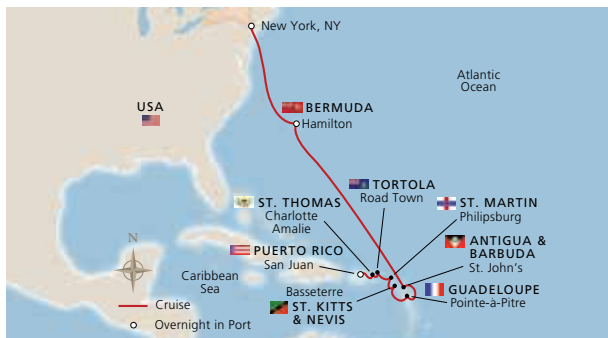 New York, NY
Atlantic
Ocean
USA
BERMUDA
Hamilton
TORTOLA
Road Town
ST. THOMAS
Charlotte
Amalie
ST. MARTIN
Philipsburg
PUERTO RICO
San Juan
ANTIGUA &
BARBUDA
St. John's
N
Caribbean
Sea
Basseterre
ST. KITTS
& NEVIS
GUADELOUPE
Pointe-à-Pitre
Cruise
Overnight in Port